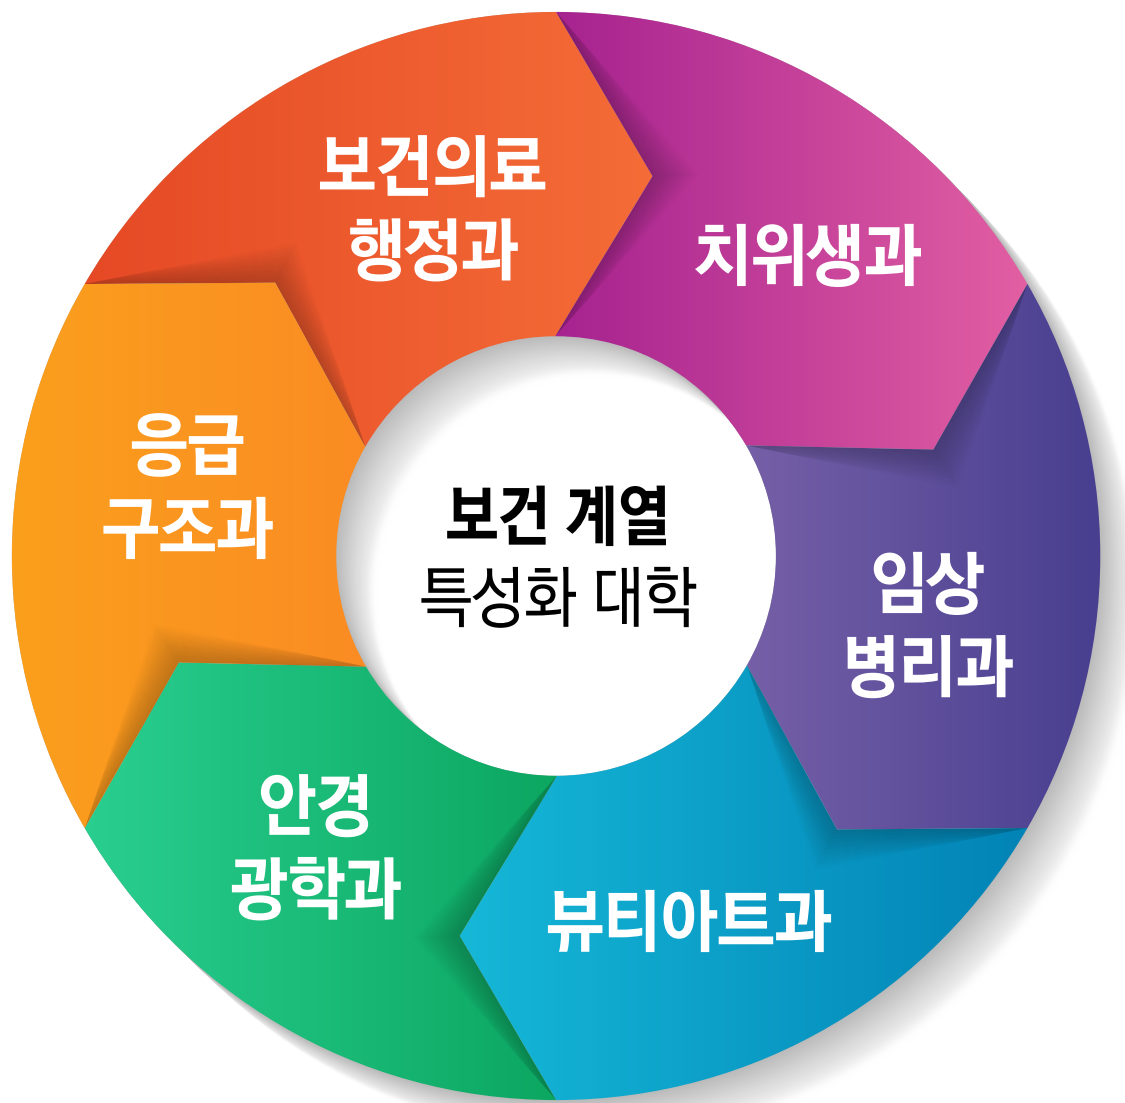 보건의료
행정과
치위생과
응급
구조과
보건 계열
특성화 대학
임상
병리과
안경
광학과
뷰티아트과